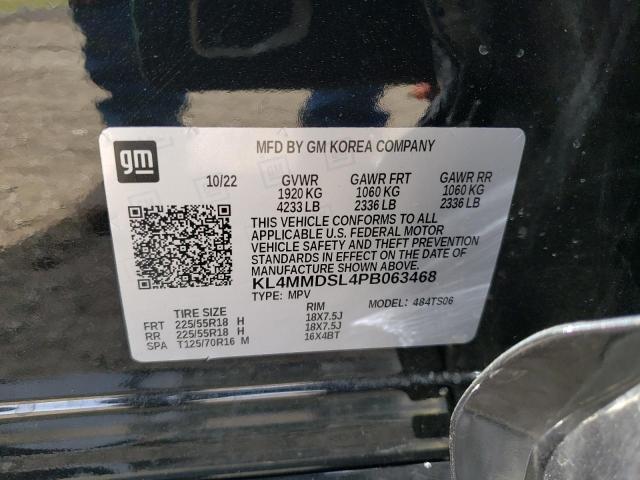 gm
MFD BY GM KOREA COMPANY
10/22 GVWR GAWR FRT GAWR RR
1920 KG 1060 KG 1060 KG
4233 LB 2336 LB 2336 LB
THIS VEHICLE CONFORMS TO ALL
APPLICABLE U.S. FEDERAL MOTOR
VEHICLE SAFETY AND THEFT PREVENTION
STANDARDS IN EFFECT ON THE DATE OF
MANUFACTURE SHOWN ABOVE.
KL4MMDSL4PB063468
TYPE: MPV MODEL: 484TS06
TIRE SIZE RIM
FRT 225/55R18 H 18X7.5J
RR 225/55R18 H 18X7.5J
SPA T125/70R16 M 16X4BT